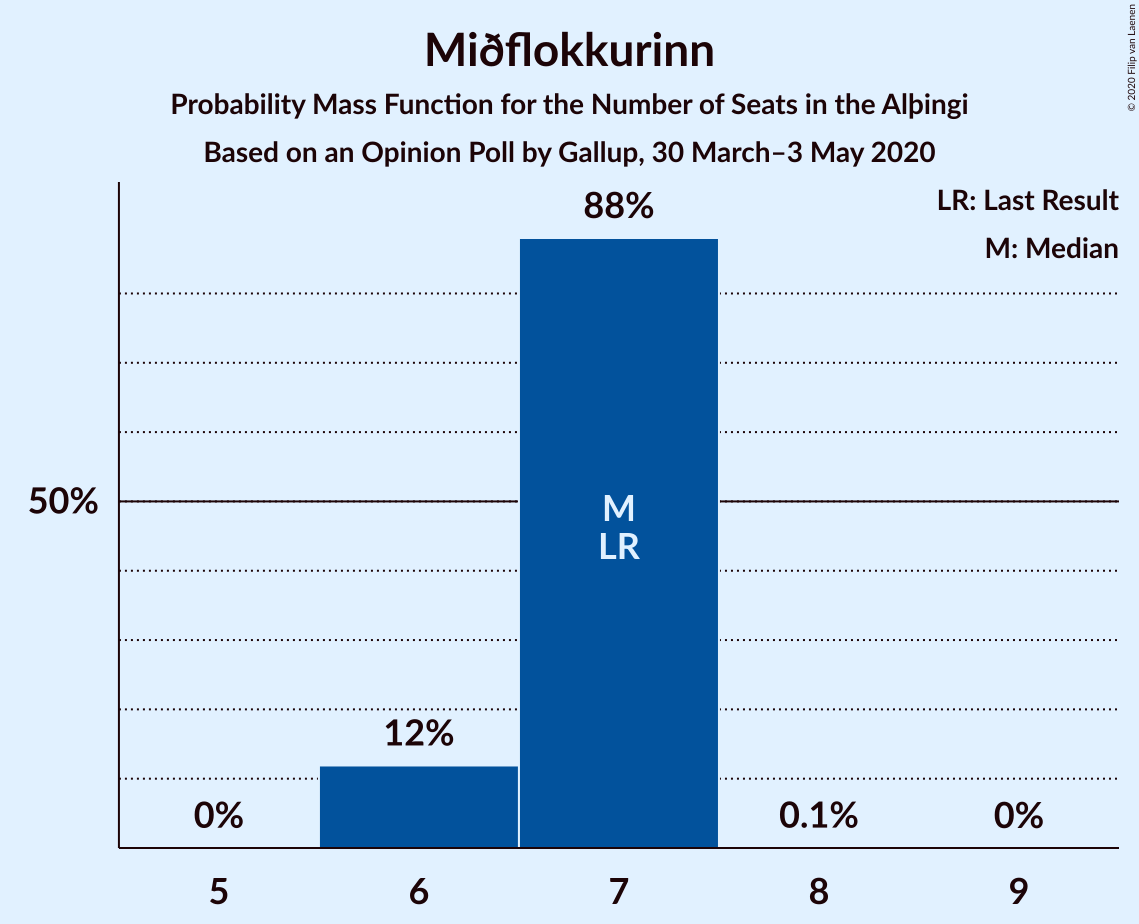 Miðflokkurinn
Probability Mass Function for the Number of Seats in the Alþingi
Based on an Opinion Poll by Gallup, 30 March–3 May 2020
© 2020 Filip van Laenen
LR: Last Result
M: Median
88%
50%
M
LR
12%
0%
0.1%
0%
5
6
7
8
9